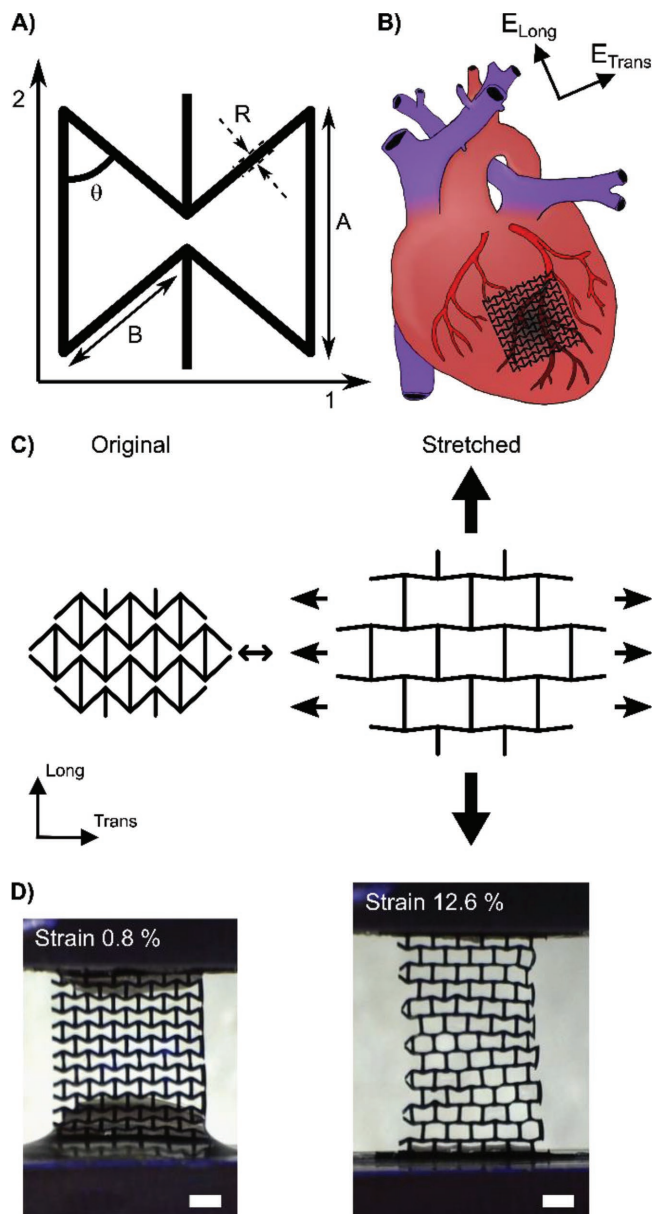 A)
2
θ
R
A
B
1
B)
E_Long
E_Trans
C)
Original
Stretched
Long
Trans
D)
Strain 0.8 %
Strain 12.6 %